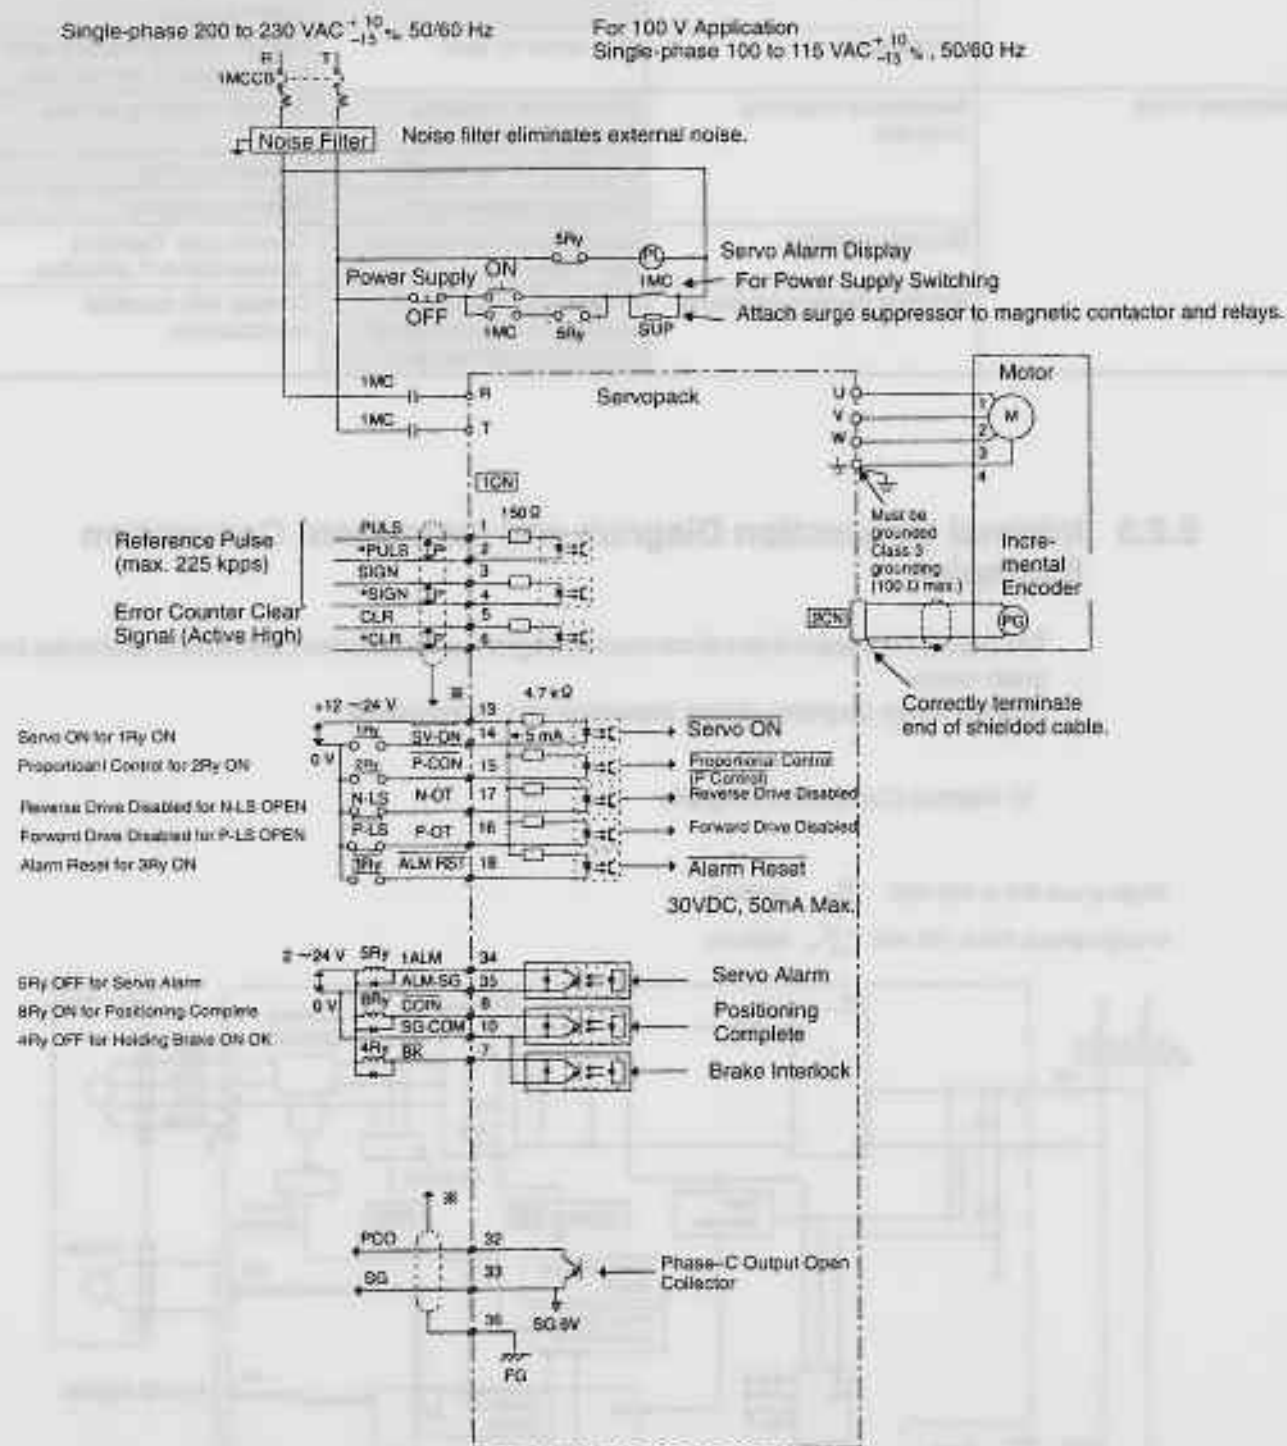 Single-phase 200 to 230 VAC +10 -15 %, 50/60 Hz
For 100 V Application
Single-phase 100 to 115 VAC +10 -15 %, 50/60 Hz
R T
1MCCB
Noise Filter
Noise filter eliminates external noise.
5Ry
Servo Alarm Display
Power Supply ON
1MC
For Power Supply Switching
OFF
1MC
5Ry
SUP
Attach surge suppressor to magnetic contactor and relays.
1MC
R
Servopack
U
Motor
1
M
1MC
T
V
2
W
3
4
1CN
150 Ω
Must be
grounded
Class 3
grounding
(100 Ω max.)
Reference Pulse
(max. 225 kpps)
PULS
1
*PULS
P
2
SIGN
3
*SIGN
P
4
Error Counter Clear
Signal (Active High)
CLR
5
*CLR
P
6
Incre-
mental
Encoder
2CN
PG
Correctly terminate
end of shielded cable.
+12 ~24 V
※
13
4.7 kΩ
Servo ON for 1Ry ON
0 V
1Ry
SV-ON
14
5 mA
Servo ON
Proportioanl Control for 2Ry ON
2Ry
P-CON
15
Proportional Control
(P Control)
Reverse Drive Disabled for N-LS OPEN
N-LS
N-OT
17
Reverse Drive Disabled
Forward Drive Disabled for P-LS OPEN
P-LS
P-OT
16
Forward Drive Disabled
Alarm Reset for 3Ry ON
ALM RST
18
Alarm Reset
30VDC, 50mA Max.
2 ~24 V
5Ry
1ALM
34
5Ry OFF for Servo Alarm
ALM-SG
35
Servo Alarm
0 V
8Ry
COIN
8
8Ry ON for Positioning Complete
SG-COM
10
Positioning
Complete
4Ry OFF for Holding Brake ON OK
4Ry
BK
7
Brake Interlock
※
PCO
32
SG
33
Phase-C Output Open
Collector
36
FG